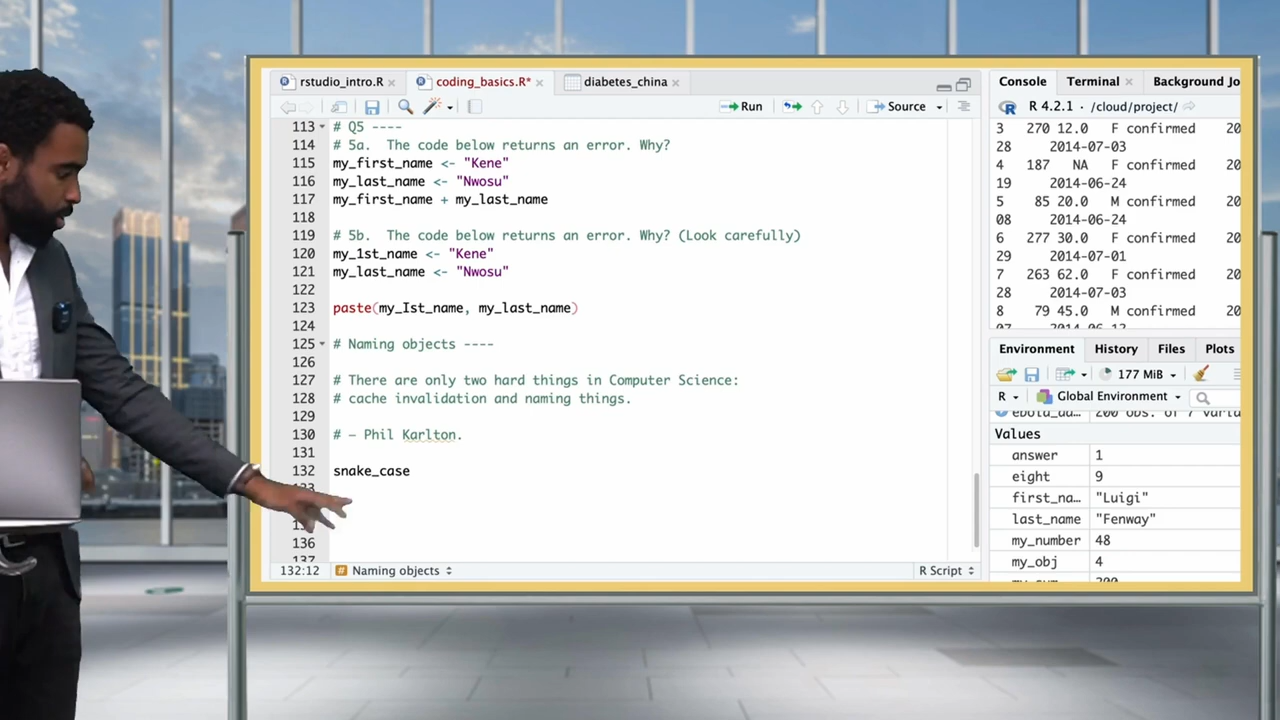 rstudio_intro.R
coding_basics.R*
diabetes_china
Run
Source
113 # Q5 ----
114 # 5a. The code below returns an error. Why?
115 my_first_name <- "Kene"
116 my_last_name <- "Nwosu"
117 my_first_name + my_last_name
118
119 # 5b. The code below returns an error. Why? (Look carefully)
120 my_1st_name <- "Kene"
121 my_last_name <- "Nwosu"
122
123 paste(my_Ist_name, my_last_name)
124
125 # Naming objects ----
126
127 # There are only two hard things in Computer Science:
128 # cache invalidation and naming things.
129
130 # - Phil Karlton.
131
132 snake_case
136
137
132:12 # Naming objects
R Script
Console Terminal Background Jo
R 4.2.1 · /cloud/project/
3 270 12.0 F confirmed 20
28 2014-07-03
4 187 NA F confirmed 20
19 2014-06-24
5 85 20.0 M confirmed 20
08 2014-06-24
6 277 30.0 F confirmed 20
29 2014-07-01
7 263 62.0 F confirmed 20
28 2014-07-03
8 79 45.0 M confirmed 20
Environment History Files Plots
177 MiB
R Global Environment
Values
answer 1
eight 9
first_na… "Luigi"
last_name "Fenway"
my_number 48
my_obj 4